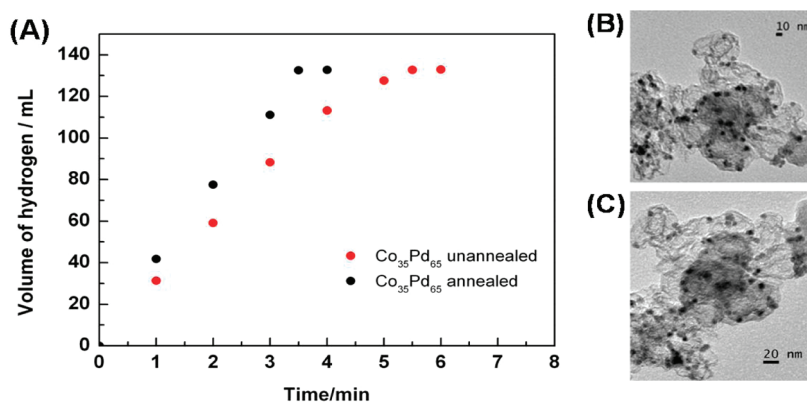 (A)
140
120
100
80
60
40
20
0
Volume of hydrogen / mL
Co35Pd65 unannealed
Co35Pd65 annealed
0 1 2 3 4 5 6 7 8
Time/min
(B)
10 nm
(C)
20 nm